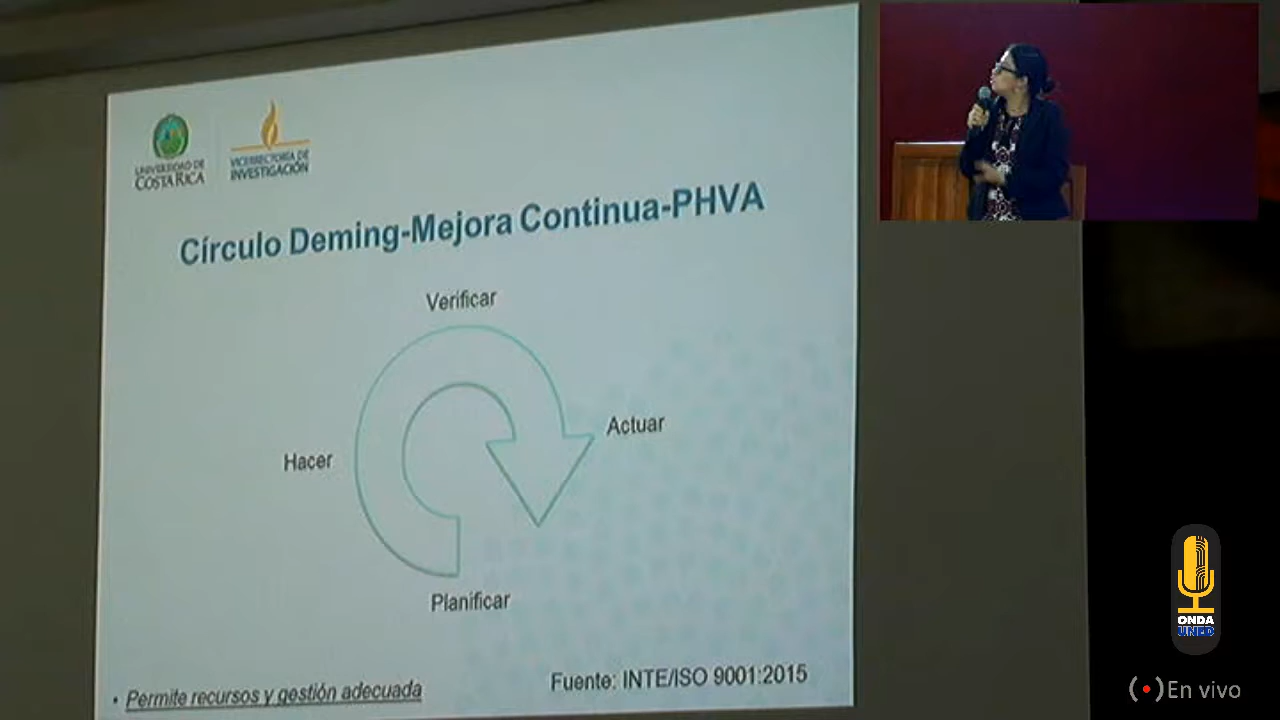 UNIVERSIDAD DE
COSTA RICA
VICERRECTORÍA DE
INVESTIGACIÓN
Círculo Deming-Mejora Continua-PHVA
Verificar
Actuar
Hacer
Planificar
• Permite recursos y gestión adecuada
Fuente: INTE/ISO 9001:2015
ONDA
UNED
En vivo